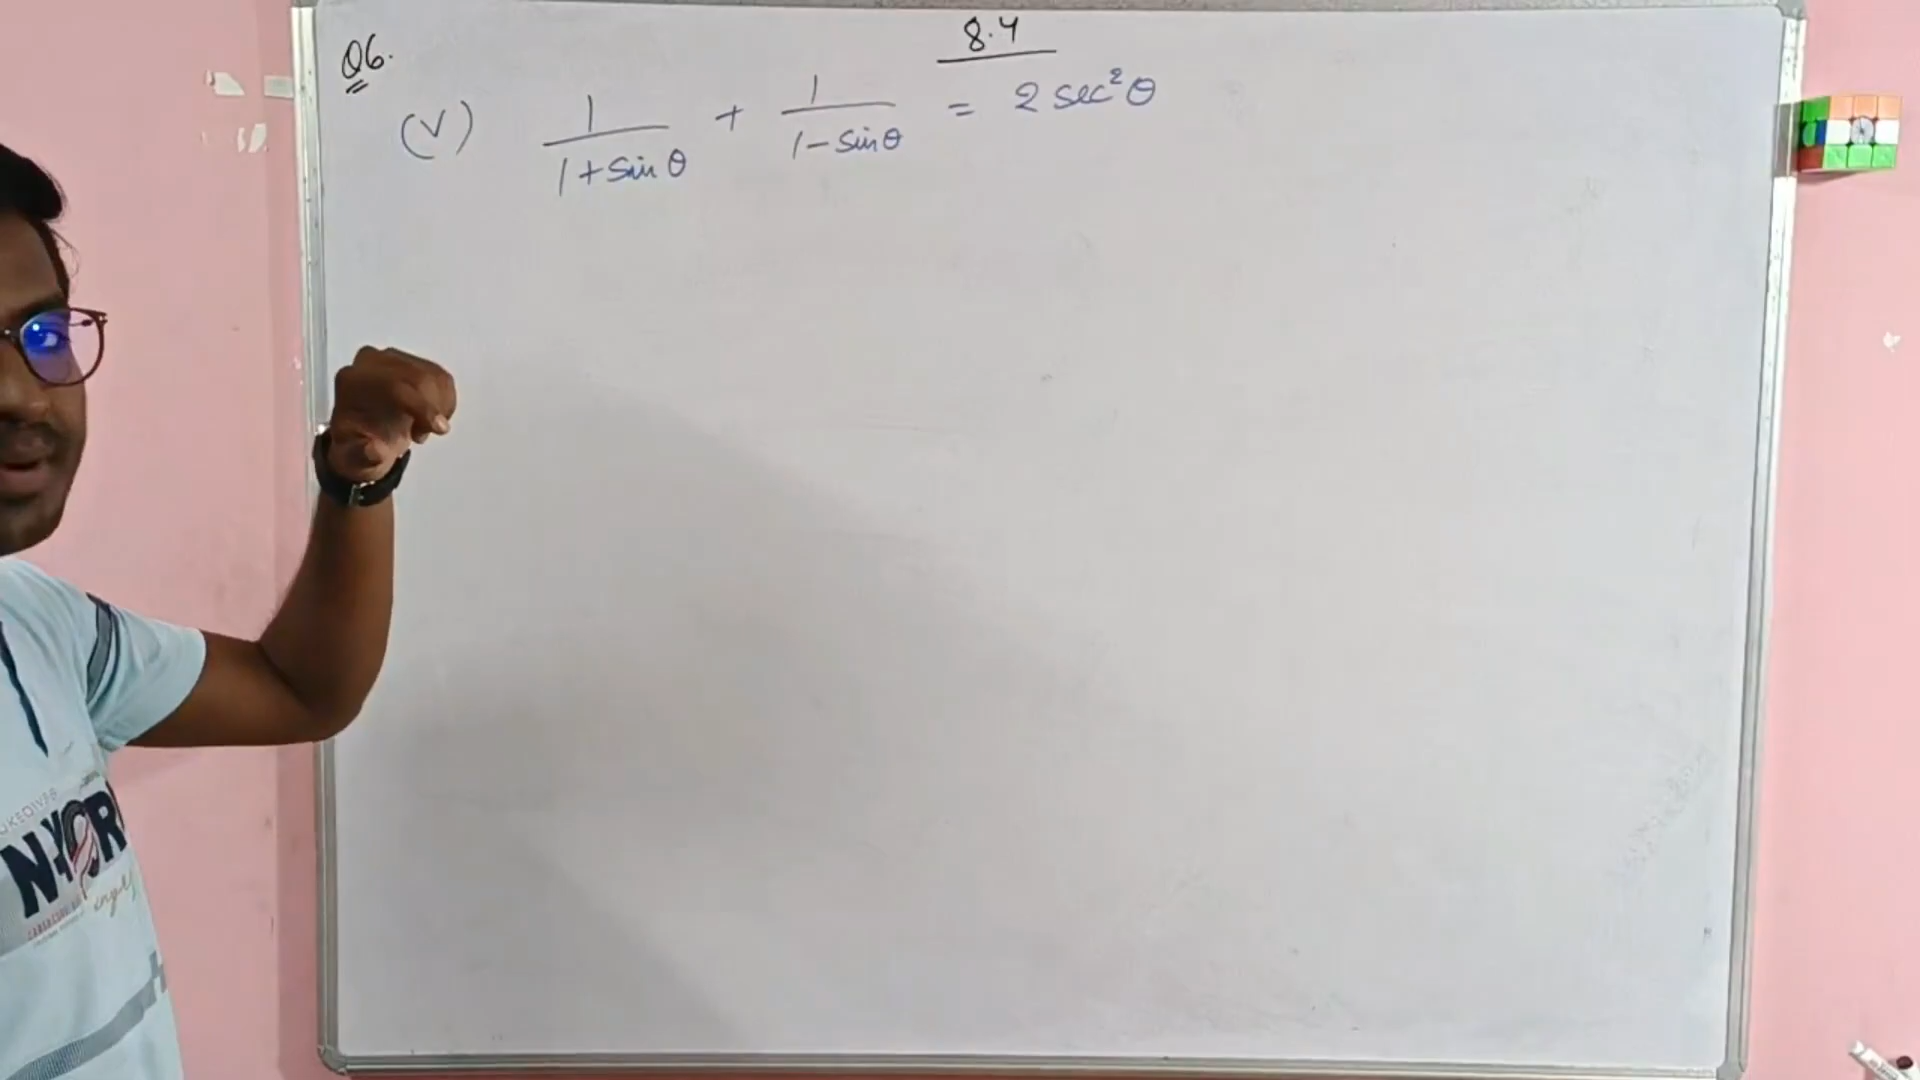 8.4
Q6.
(V) 1/(1+sinθ) + 1/(1-sinθ) = 2 sec²θ